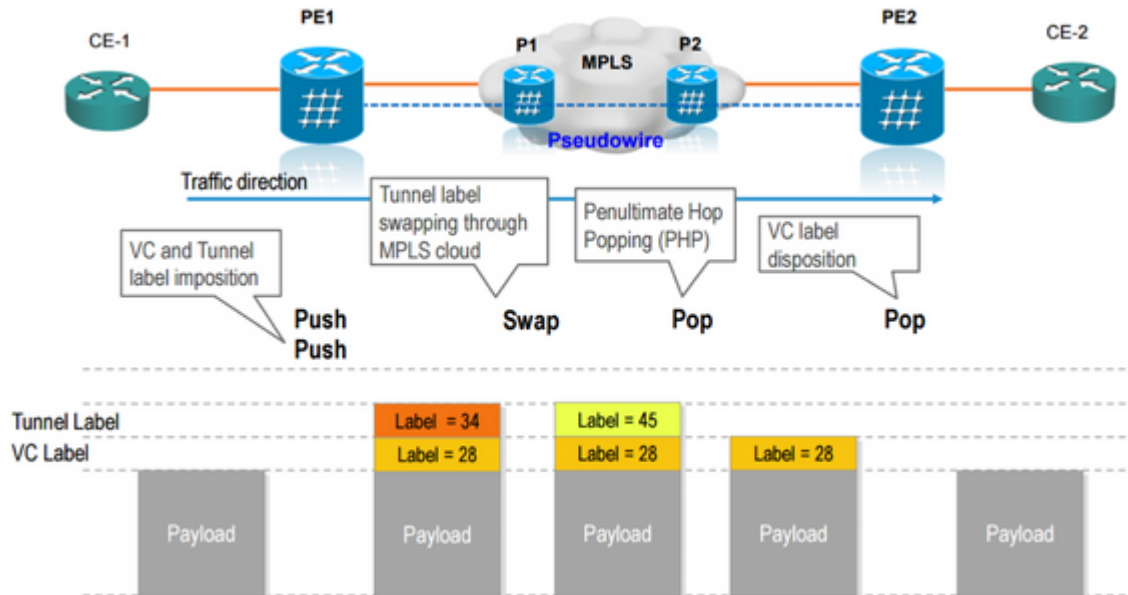 PE1
PE2
CE-1
P1
P2
CE-2
MPLS
Pseudowire
Traffic direction
Tunnel label
swapping through
MPLS cloud
Penultimate Hop
Popping (PHP)
VC label
disposition
VC and Tunnel
label imposition
Push
Push
Swap
Pop
Pop
Tunnel Label
Label = 34
Label = 45
VC Label
Label = 28
Label = 28
Label = 28
Payload
Payload
Payload
Payload
Payload